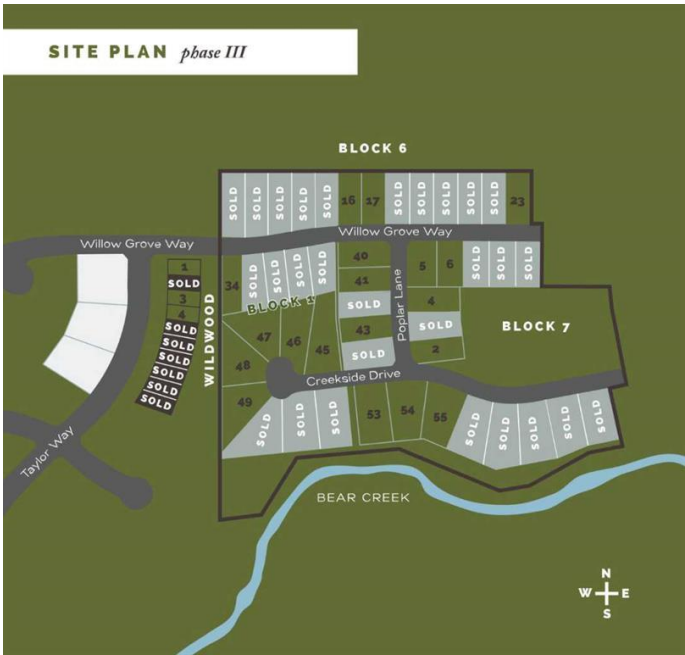 SITE PLAN phase III
BLOCK 6
SOLD
SOLD
SOLD
SOLD
SOLD
16
17
SOLD
SOLD
SOLD
SOLD
SOLD
23
Willow Grove Way
Willow Grove Way
1
SOLD
3
4
SOLD
SOLD
SOLD
SOLD
SOLD
SOLD
WILDWOOD
34
SOLD
SOLD
SOLD
SOLD
BLOCK 1
40
41
SOLD
43
SOLD
Poplar Lane
5
6
SOLD
SOLD
SOLD
4
SOLD
2
BLOCK 7
47
46
45
48
49
Creekside Drive
SOLD
SOLD
SOLD
53
54
55
SOLD
SOLD
SOLD
SOLD
SOLD
Taylor Way
BEAR CREEK
N
W
E
S